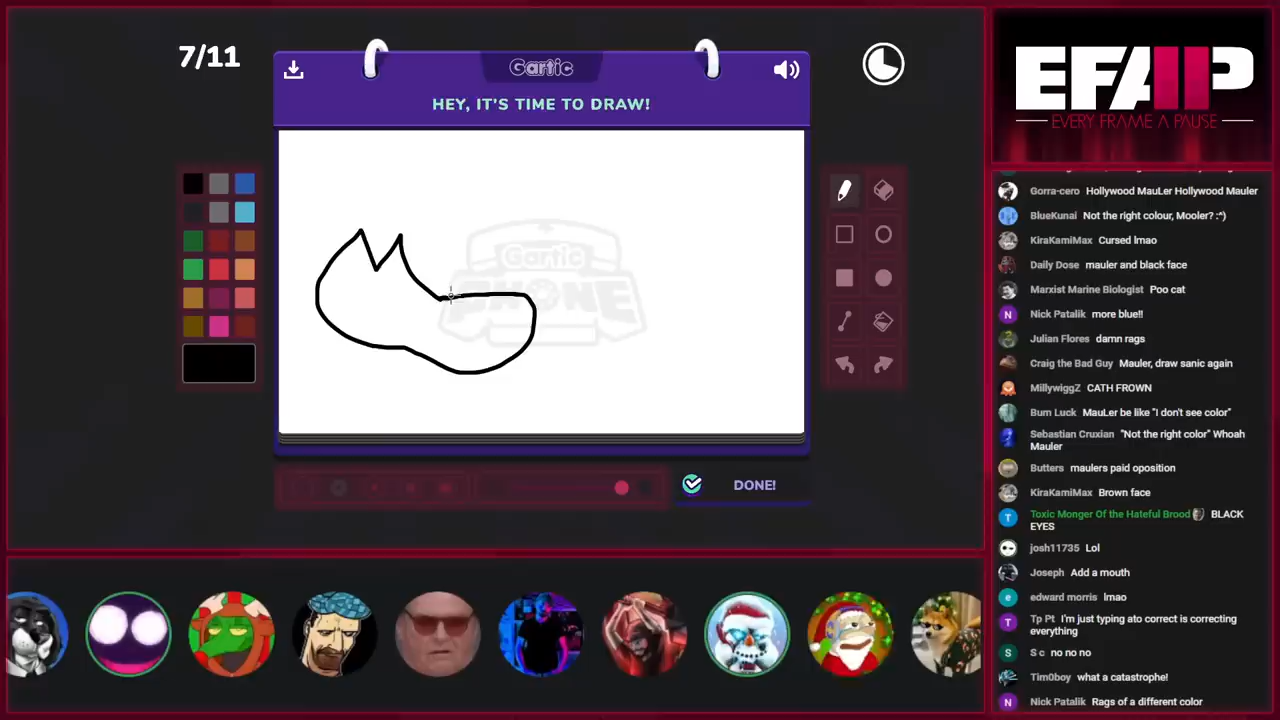 7/11
Gartic
HEY, IT'S TIME TO DRAW!
Gartic
PHONE
DONE!
EFAP
EVERY FRAME A PAUSE
Gorra-cero Hollywood MauLer Hollywood Mauler
BlueKunai Not the right colour, Mooler? :^)
KiraKamiMax Cursed lmao
Daily Dose mauler and black face
Marxist Marine Biologist Poo cat
Nick Patalik more blue!!
Julian Flores damn rags
Craig the Bad Guy Mauler, draw sanic again
MillywiggZ CATH FROWN
Bum Luck MauLer be like "I don't see color"
Sebastian Cruxian "Not the right color" Whoah
Mauler
Butters maulers paid oposition
KiraKamiMax Brown face
Toxic Monger Of the Hateful Brood BLACK
EYES
josh11735 Lol
Joseph Add a mouth
edward morris lmao
Tp Pt I'm just typing ato correct is correcting
everything
S c no no no
Tim0boy what a catastrophe!
Nick Patalik Rags of a different color